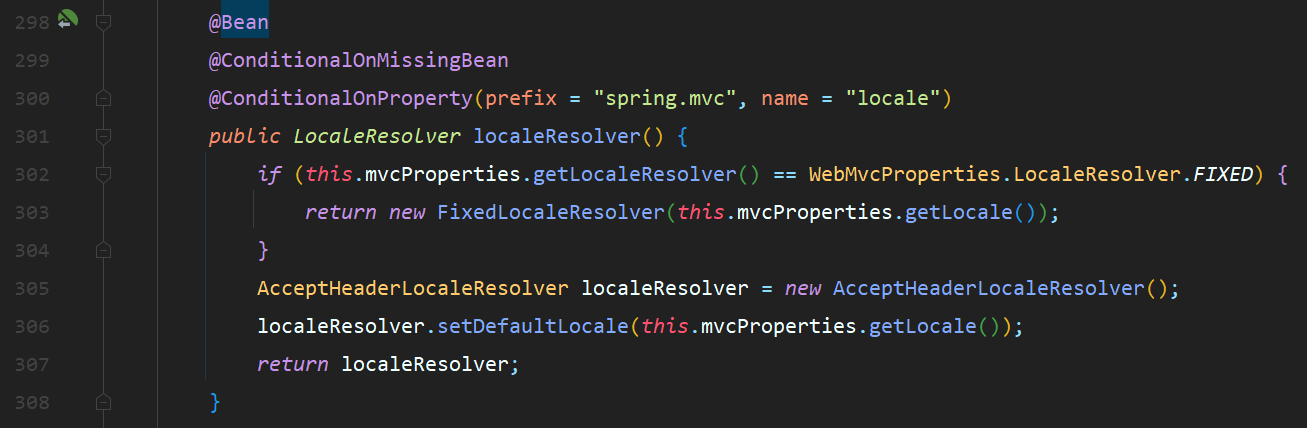 298 @Bean
299 @ConditionalOnMissingBean
300 @ConditionalOnProperty(prefix = "spring.mvc", name = "locale")
301 public LocaleResolver localeResolver() {
302 if (this.mvcProperties.getLocaleResolver() == WebMvcProperties.LocaleResolver.FIXED) {
303 return new FixedLocaleResolver(this.mvcProperties.getLocale());
304 }
305 AcceptHeaderLocaleResolver localeResolver = new AcceptHeaderLocaleResolver();
306 localeResolver.setDefaultLocale(this.mvcProperties.getLocale());
307 return localeResolver;
308 }